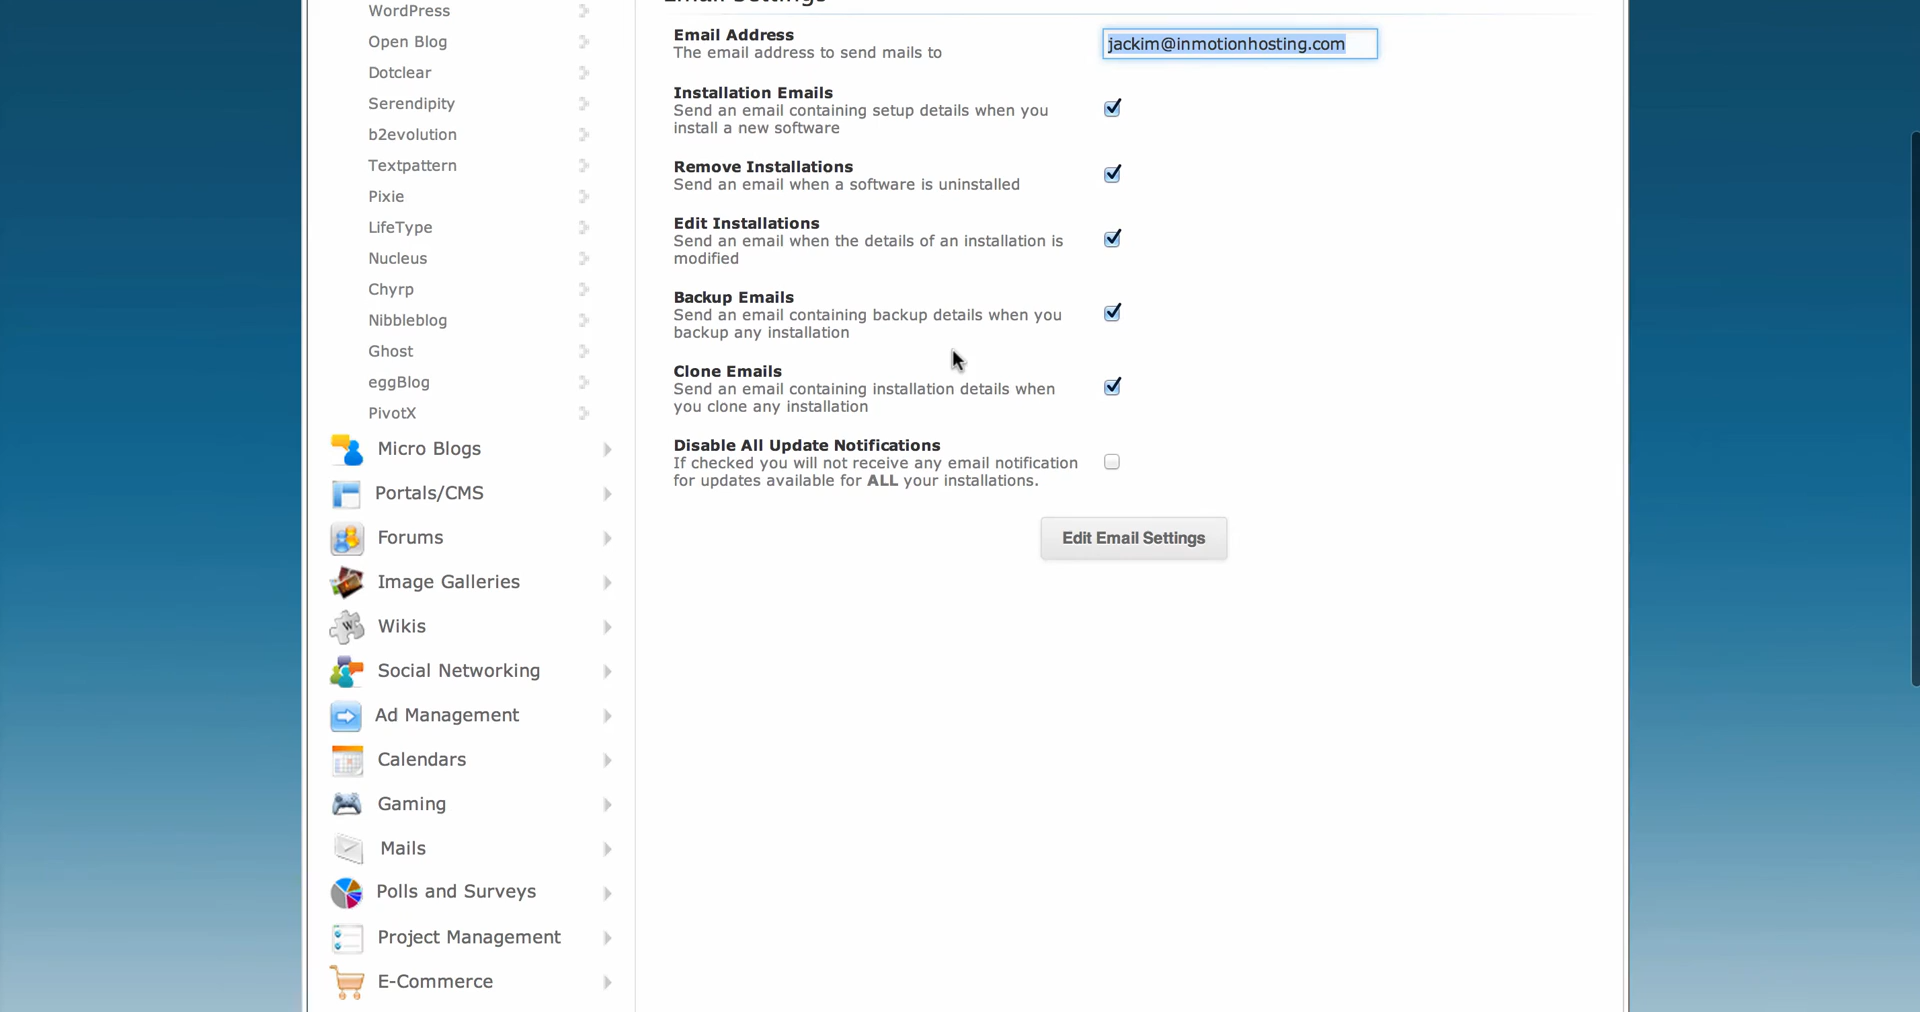 WordPress
Open Blog
Dotclear
Serendipity
b2evolution
Textpattern
Pixie
LifeType
Nucleus
Chyrp
Nibbleblog
Ghost
eggBlog
PivotX
Micro Blogs
Portals/CMS
Forums
Image Galleries
Wikis
Social Networking
Ad Management
Calendars
Gaming
Mails
Polls and Surveys
Project Management
E-Commerce
Email Settings
Email Address
The email address to send mails to
jackim@inmotionhosting.com
Installation Emails
Send an email containing setup details when you
install a new software
Remove Installations
Send an email when a software is uninstalled
Edit Installations
Send an email when the details of an installation is
modified
Backup Emails
Send an email containing backup details when you
backup any installation
Clone Emails
Send an email containing installation details when
you clone any installation
Disable All Update Notifications
If checked you will not receive any email notification
for updates available for ALL your installations.
Edit Email Settings